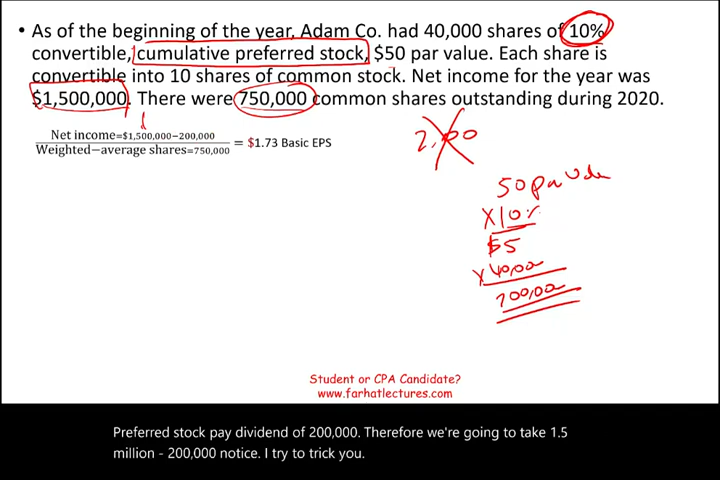 • As of the beginning of the year, Adam Co. had 40,000 shares of 10%
convertible, cumulative preferred stock, $50 par value. Each share is
convertible into 10 shares of common stock. Net income for the year was
$1,500,000. There were 750,000 common shares outstanding during 2020.
Net income=$1,500,000−200,000
Weighted−average shares=750,000
= $1.73 Basic EPS
2.00
50 par Value
X10%
$5
X 40,000
200,000
Student or CPA Candidate?
www.farhatlectures.com
Preferred stock pay dividend of 200,000. Therefore we're going to take 1.5
million - 200,000 notice. I try to trick you.